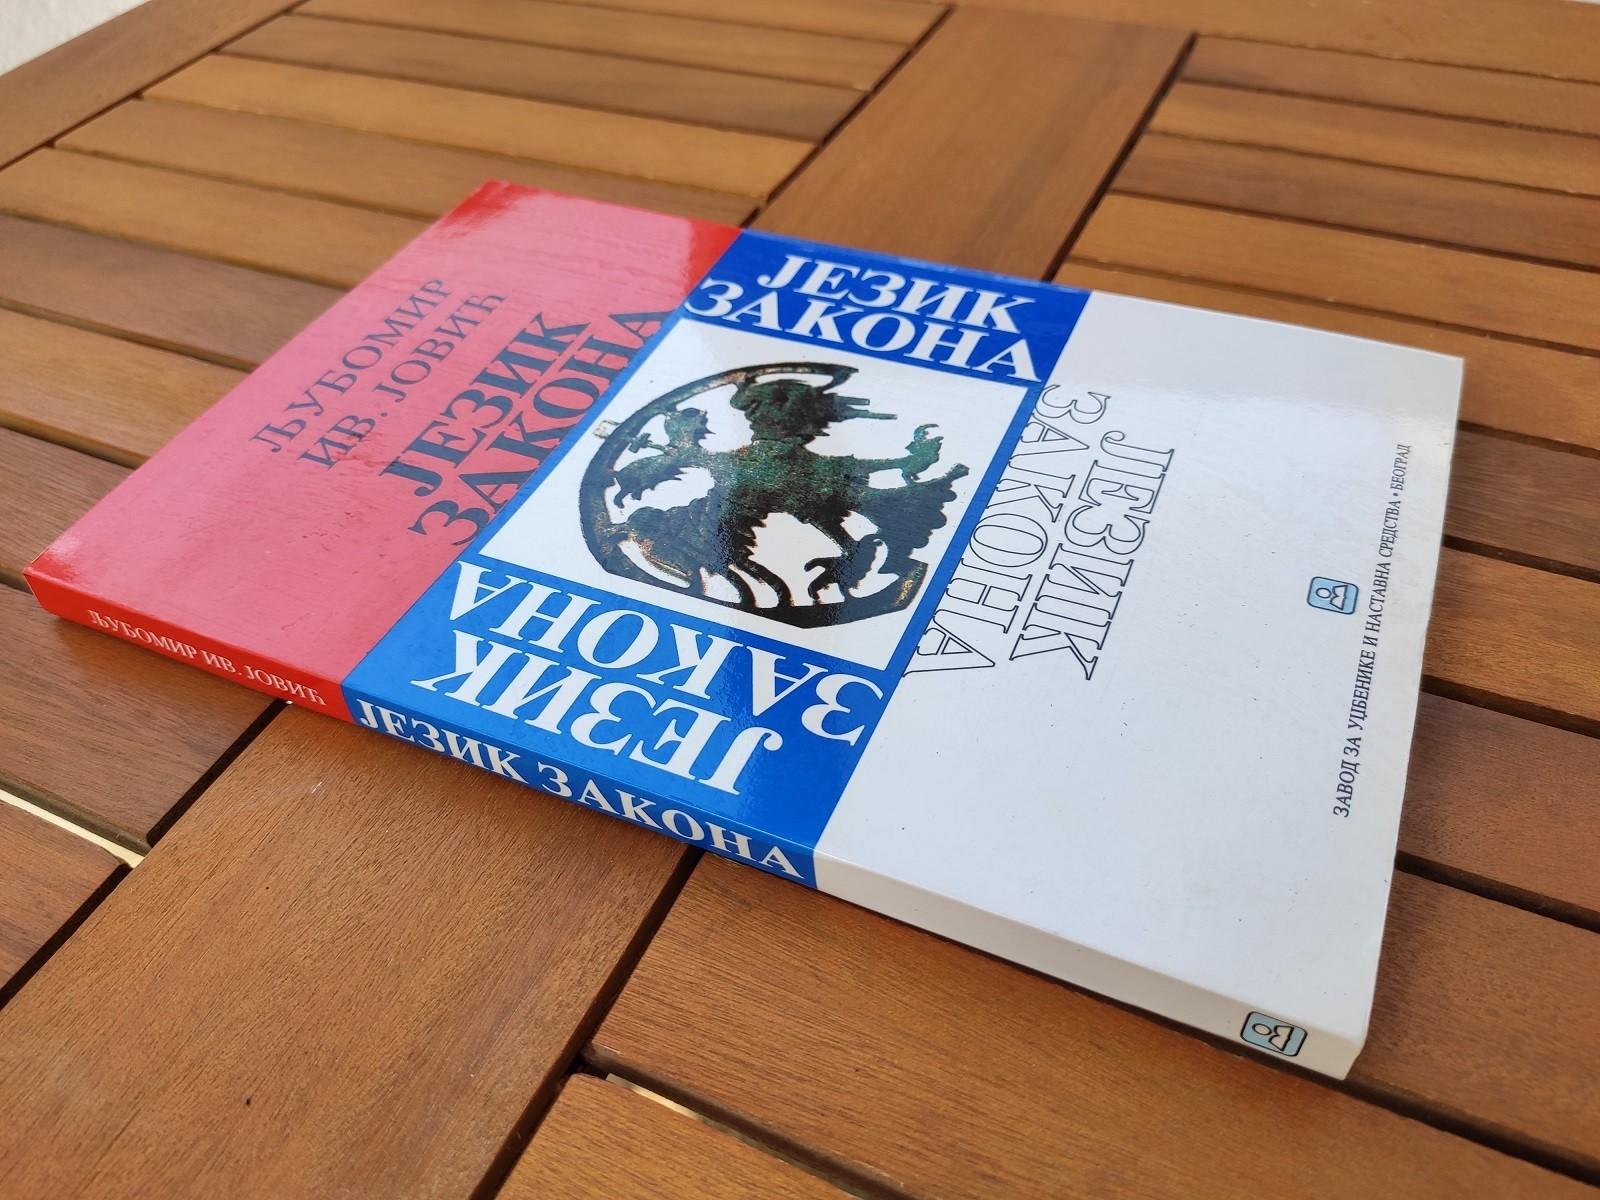 ЉУБОМИР
ИВ. ЈОВИЋ
ЈЕЗИК
ЗАКОНА
ЈЕЗИК
ЗАКОНА
ЈЕЗИК
ЗАКОНА
ЈЕЗИК
ЗАКОНА
ЗАВОД ЗА УЏБЕНИКЕ И НАСТАВНА СРЕДСТВА • БЕОГРАД
ЉУБОМИР ИВ. ЈОВИЋ ЈЕЗИК ЗАКОНА